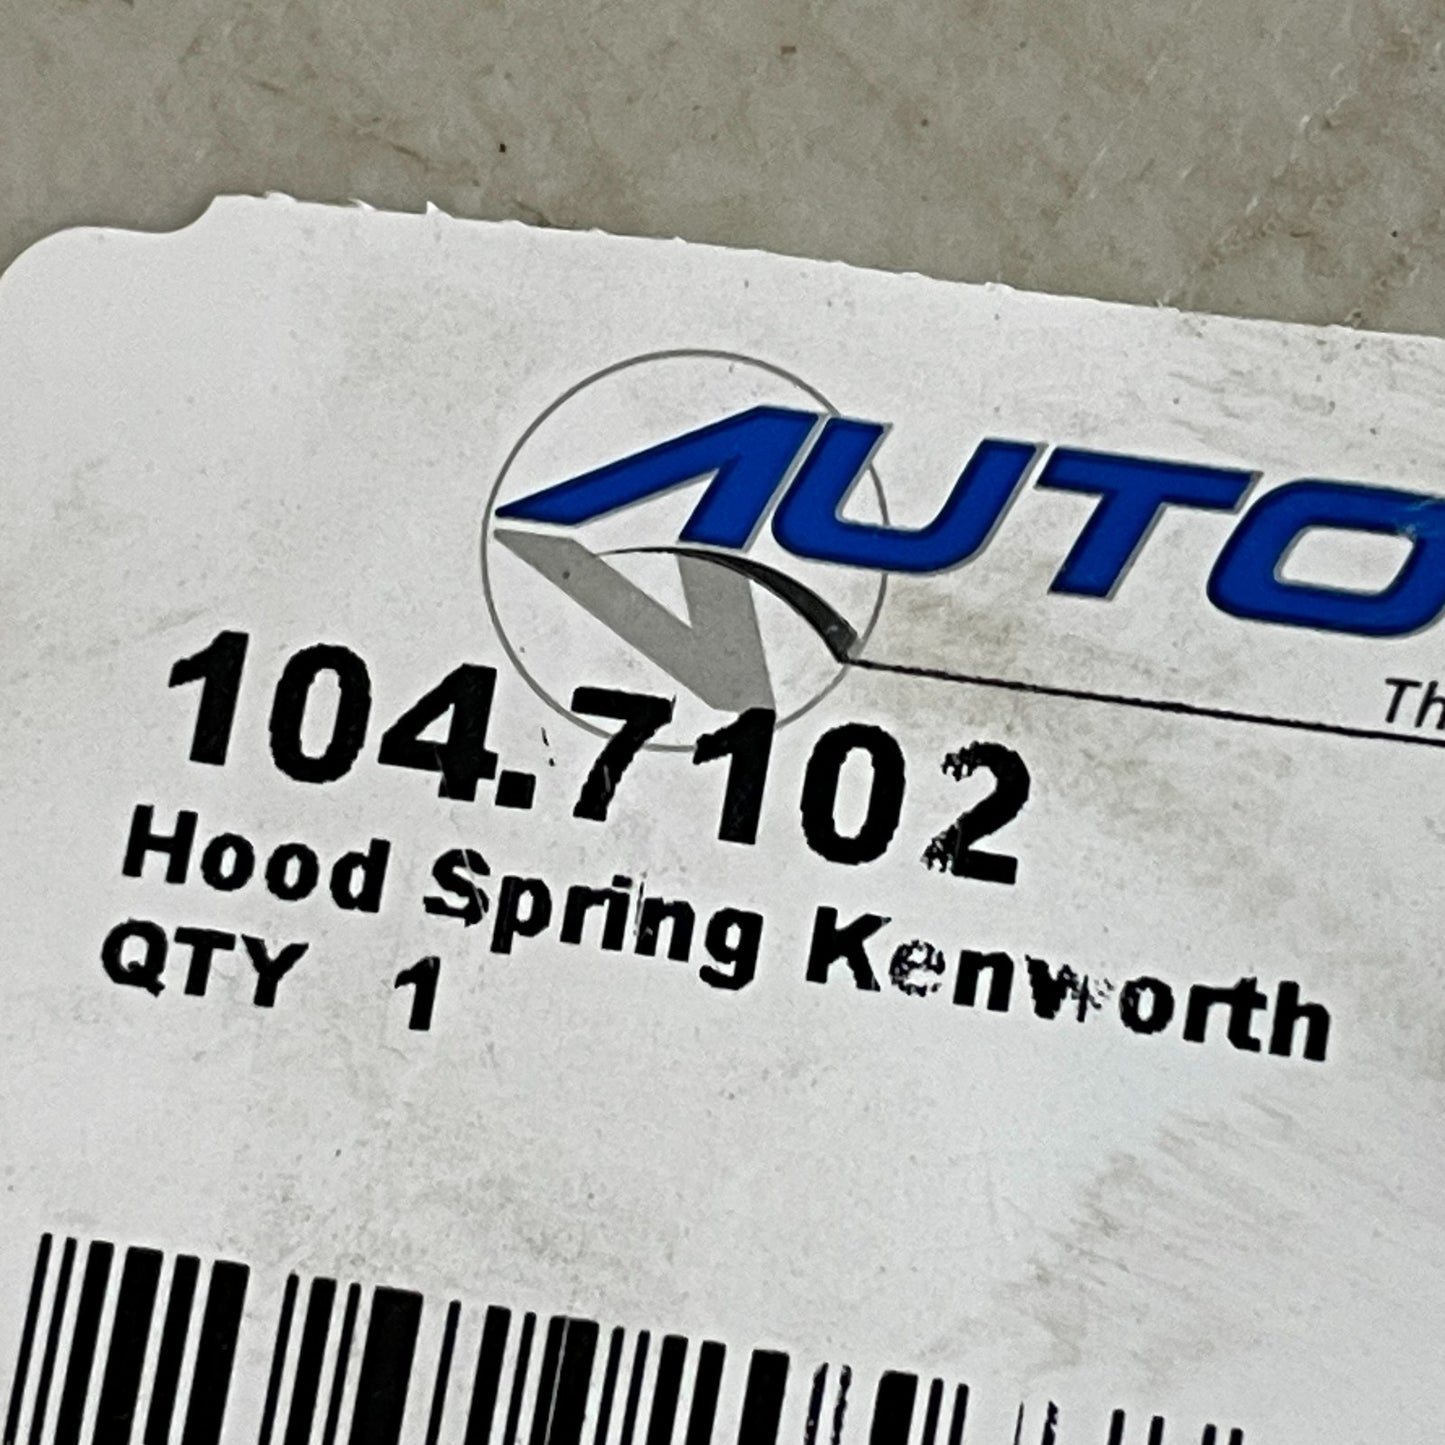 AUTO
Th
104.7102
Hood Spring Kenworth
QTY 1